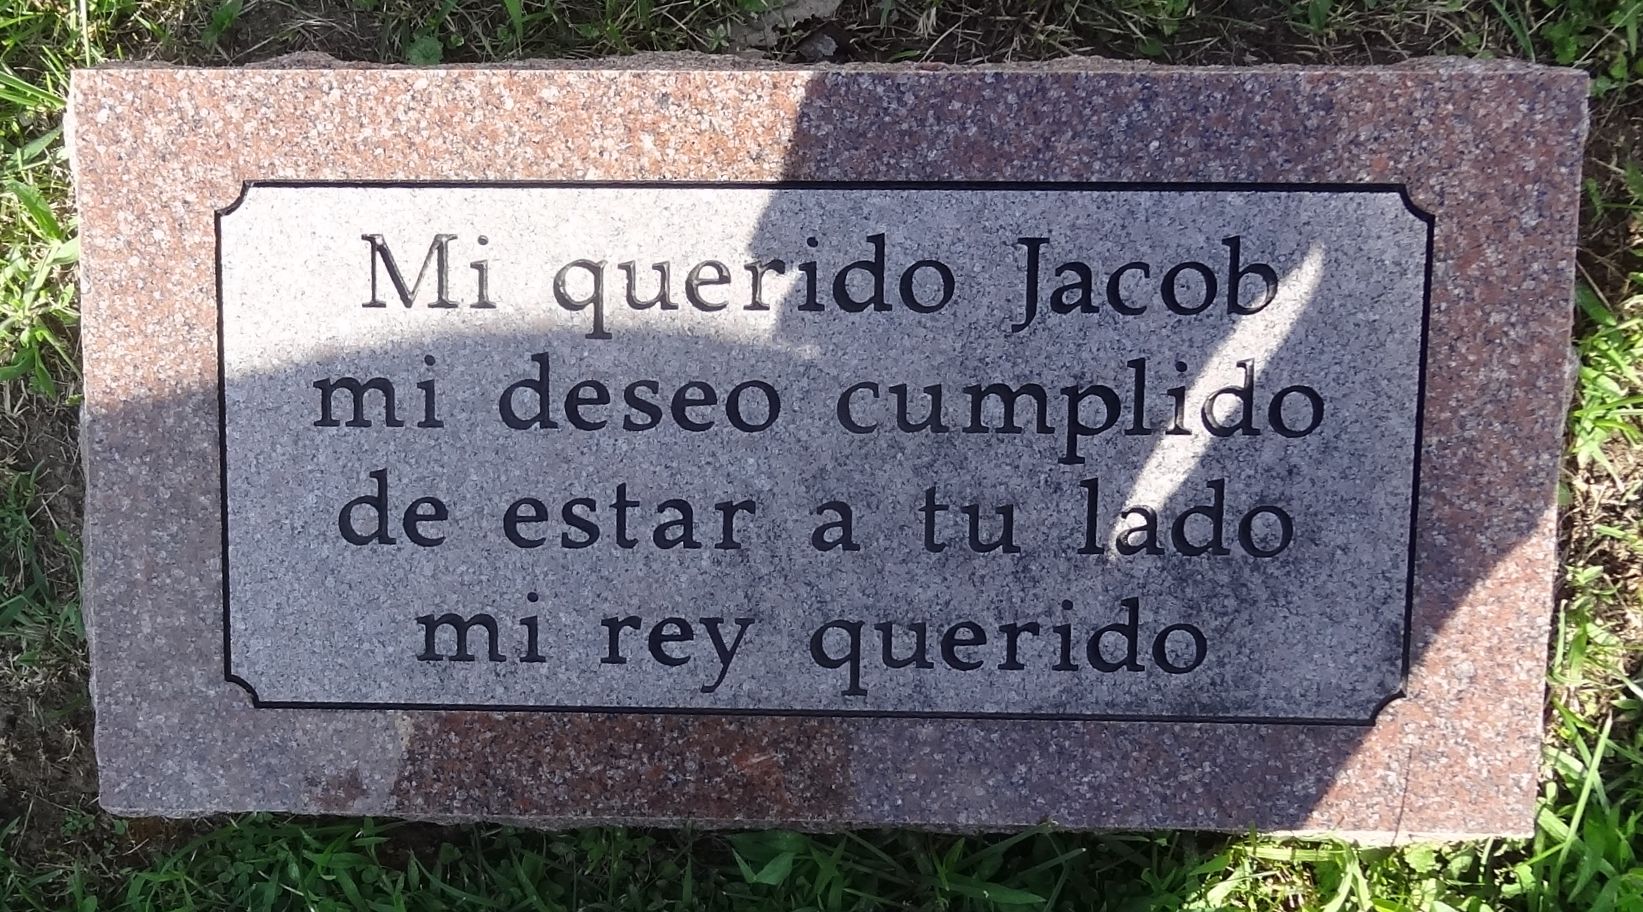 Mi querido Jacob
mi deseo cumplido
de estar a tu lado
mi rey querido